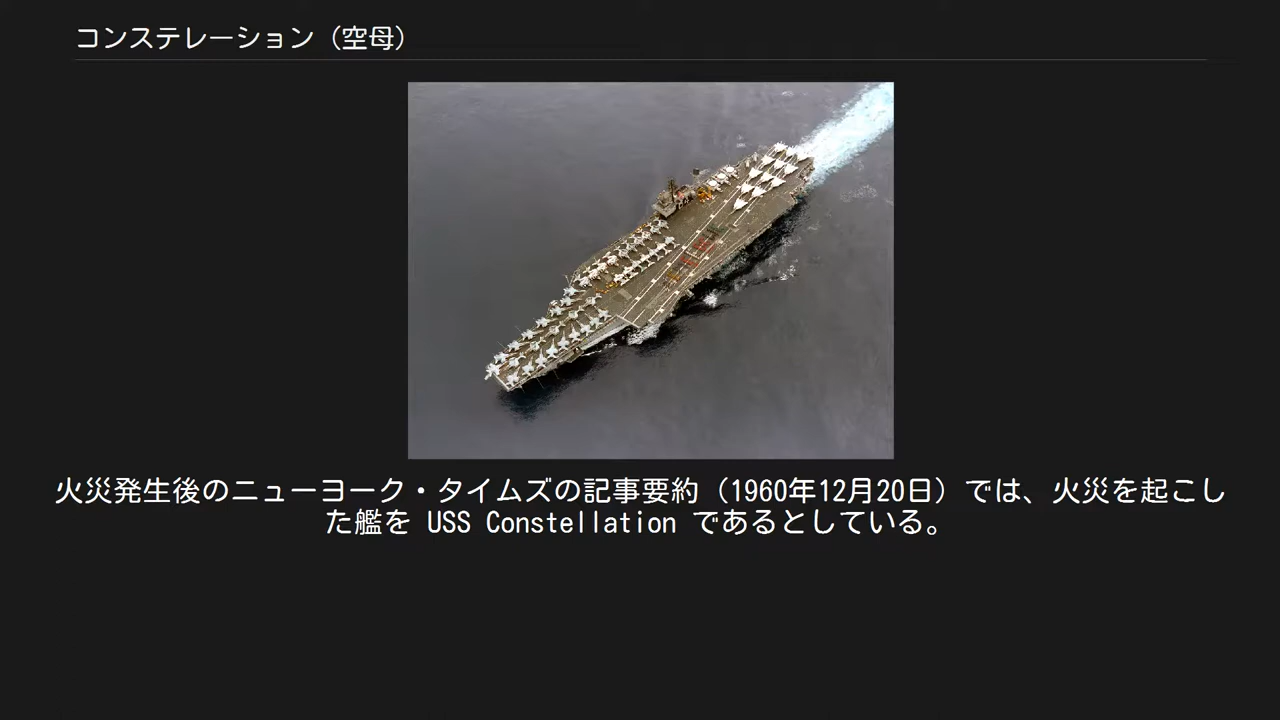 コンステレーション（空母）
火災発生後のニューヨーク・タイムズの記事要約（1960年12月20日）では、火災を起こし
た艦を USS Constellation であるとしている。